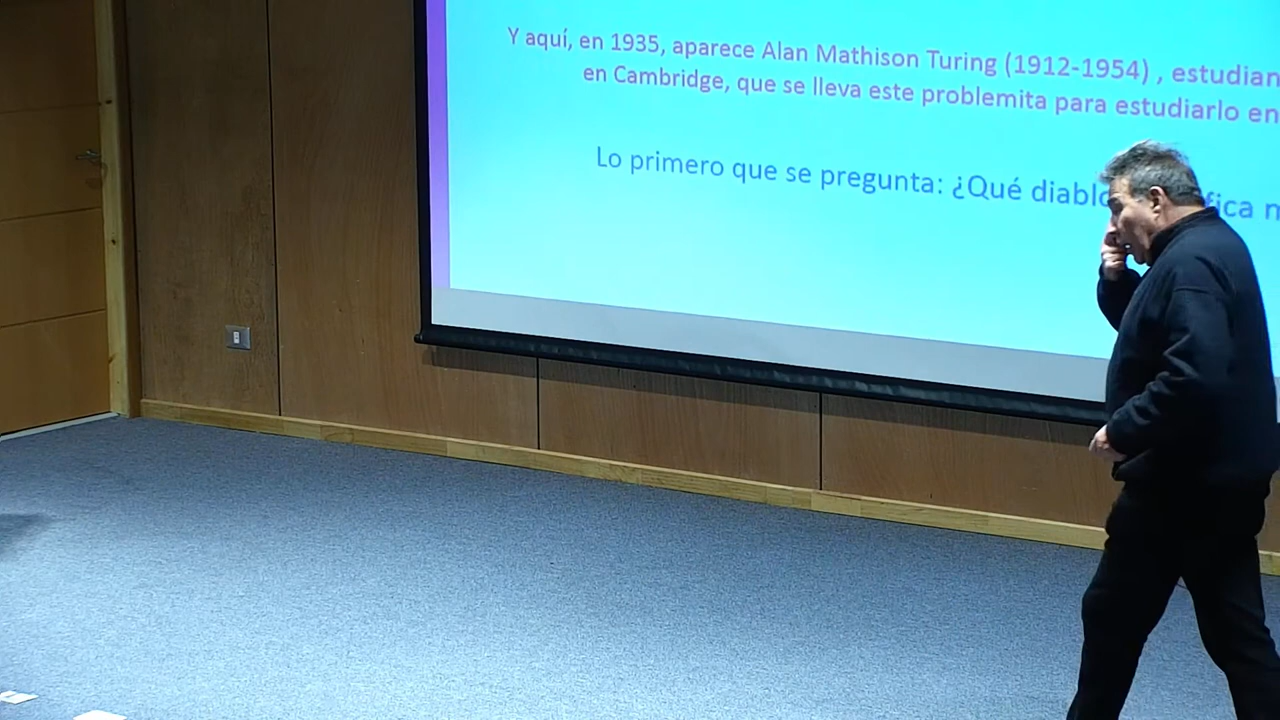 Y aquí, en 1935, aparece Alan Mathison Turing (1912-1954) , estudian
en Cambridge, que se lleva este problemita para estudiarlo en
Lo primero que se pregunta: ¿Qué diablo fica